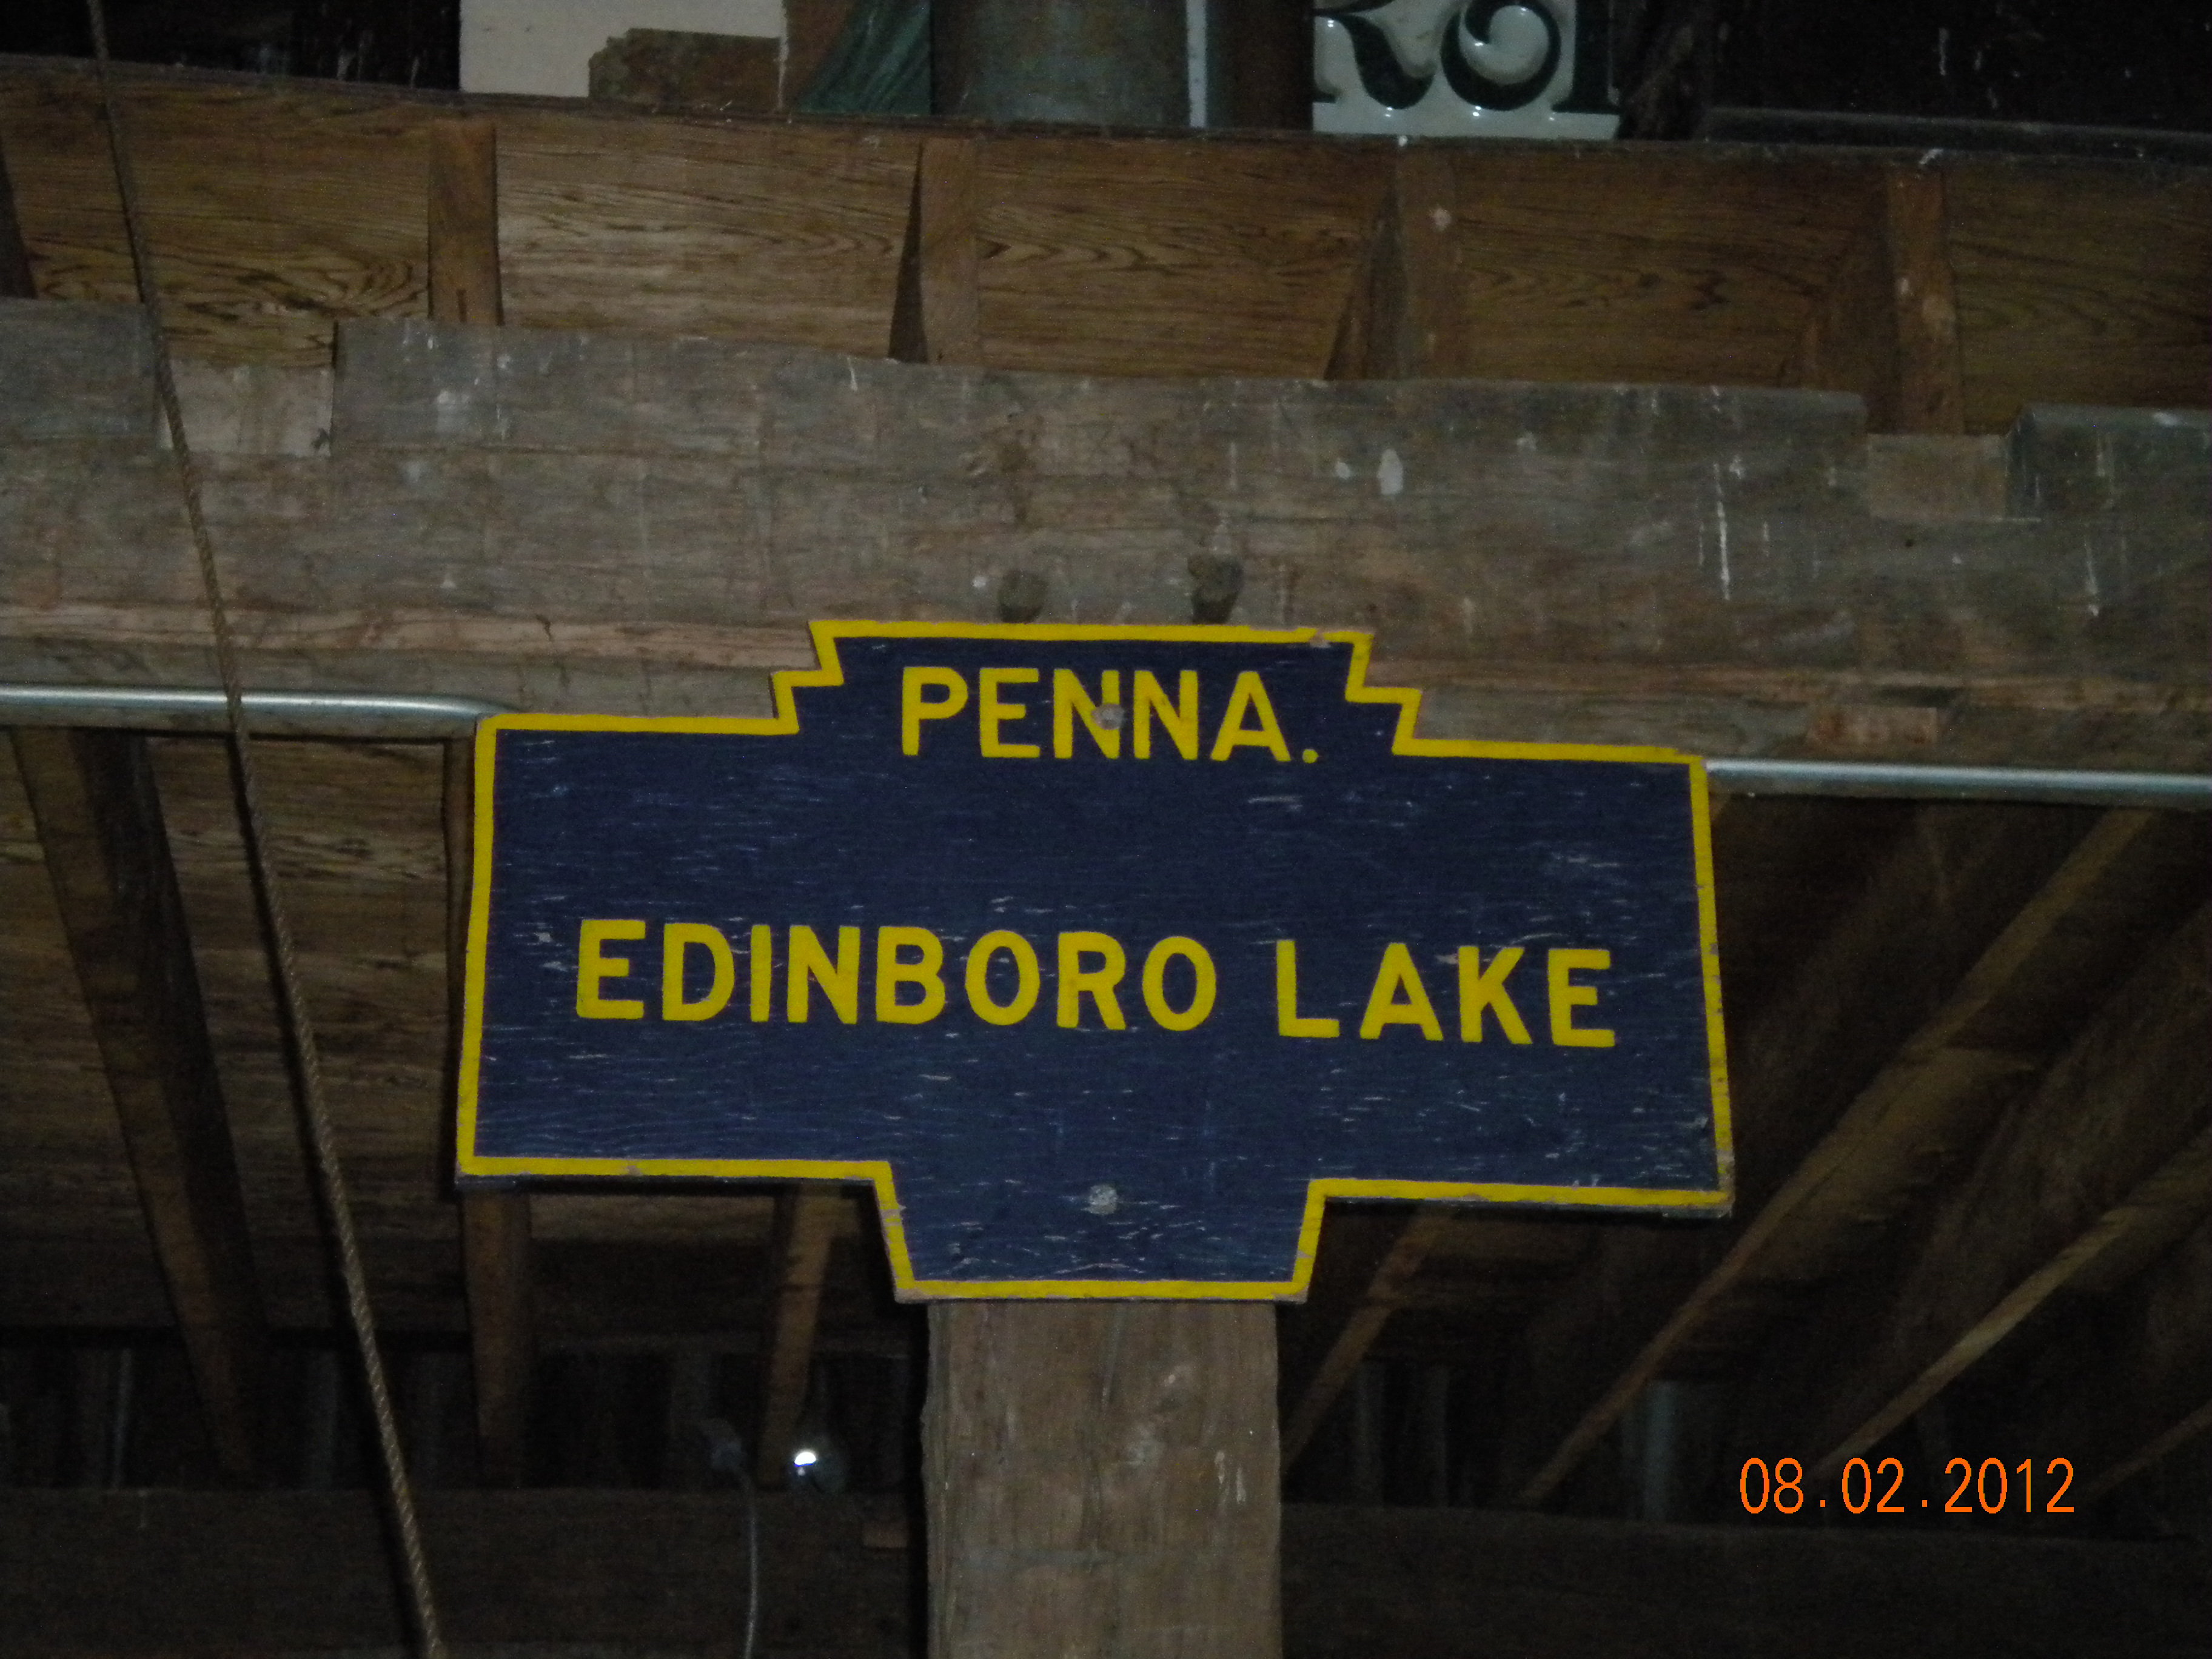 PENNA.
EDINBORO LAKE
08.02.2012